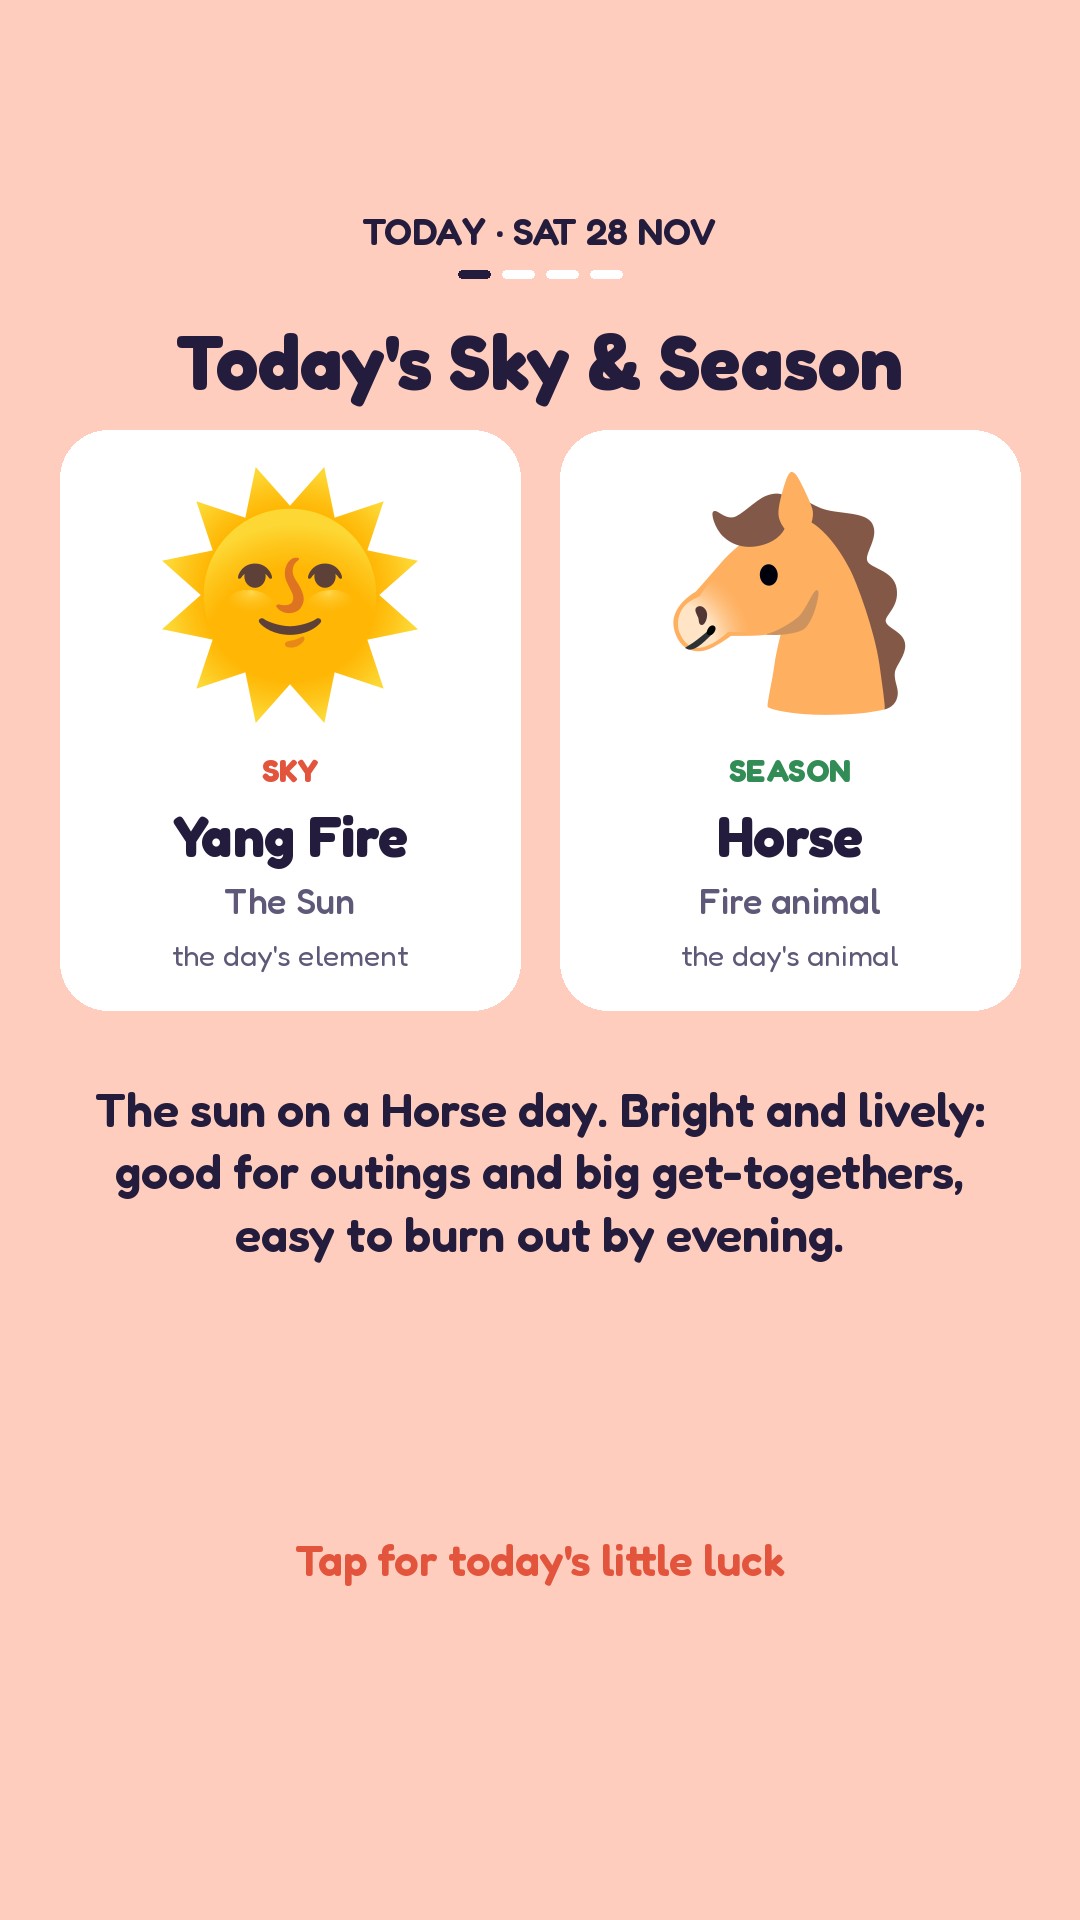 TODAY · SAT 28 NOV
Today's Sky & Season
SKY
Yang Fire
The Sun
the day's element
SEASON
Horse
Fire animal
the day's animal
The sun on a Horse day. Bright and lively:
good for outings and big get-togethers,
easy to burn out by evening.
Tap for today's little luck